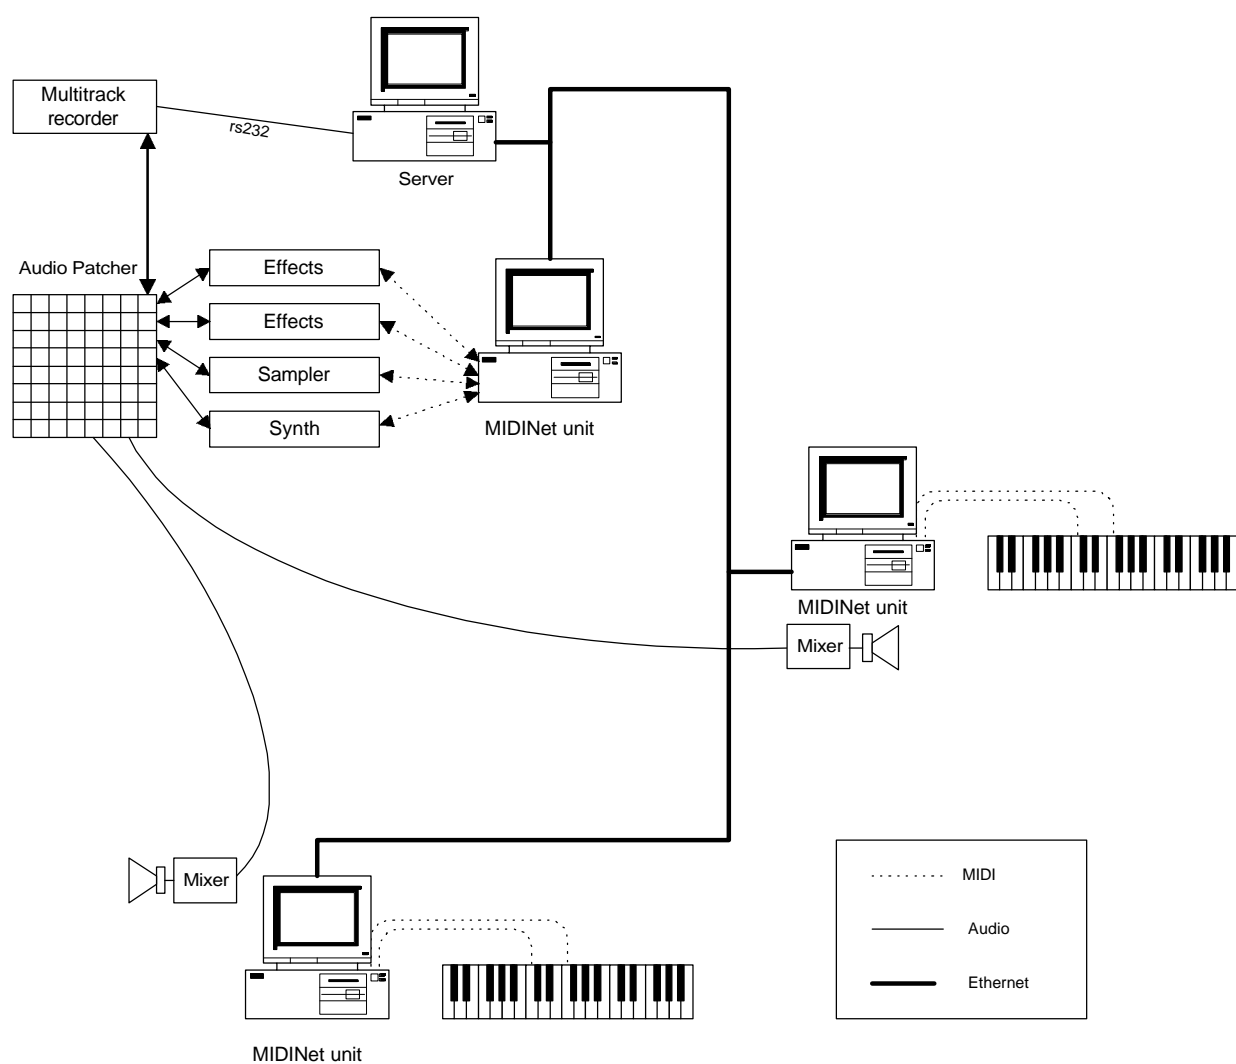 Multitrack
recorder
rs232
Server
Audio Patcher
Effects
Effects
Sampler
Synth
MIDINet unit
MIDINet unit
Mixer
Mixer
MIDINet unit
MIDI
Audio
Ethernet